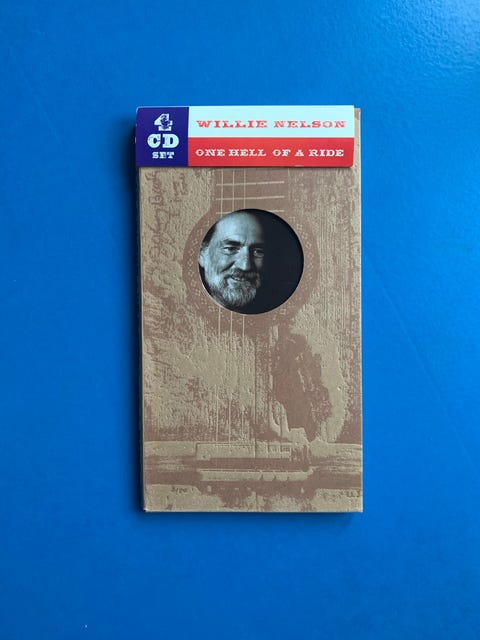 4
CD
SET
WILLIE NELSON
ONE HELL OF A RIDE